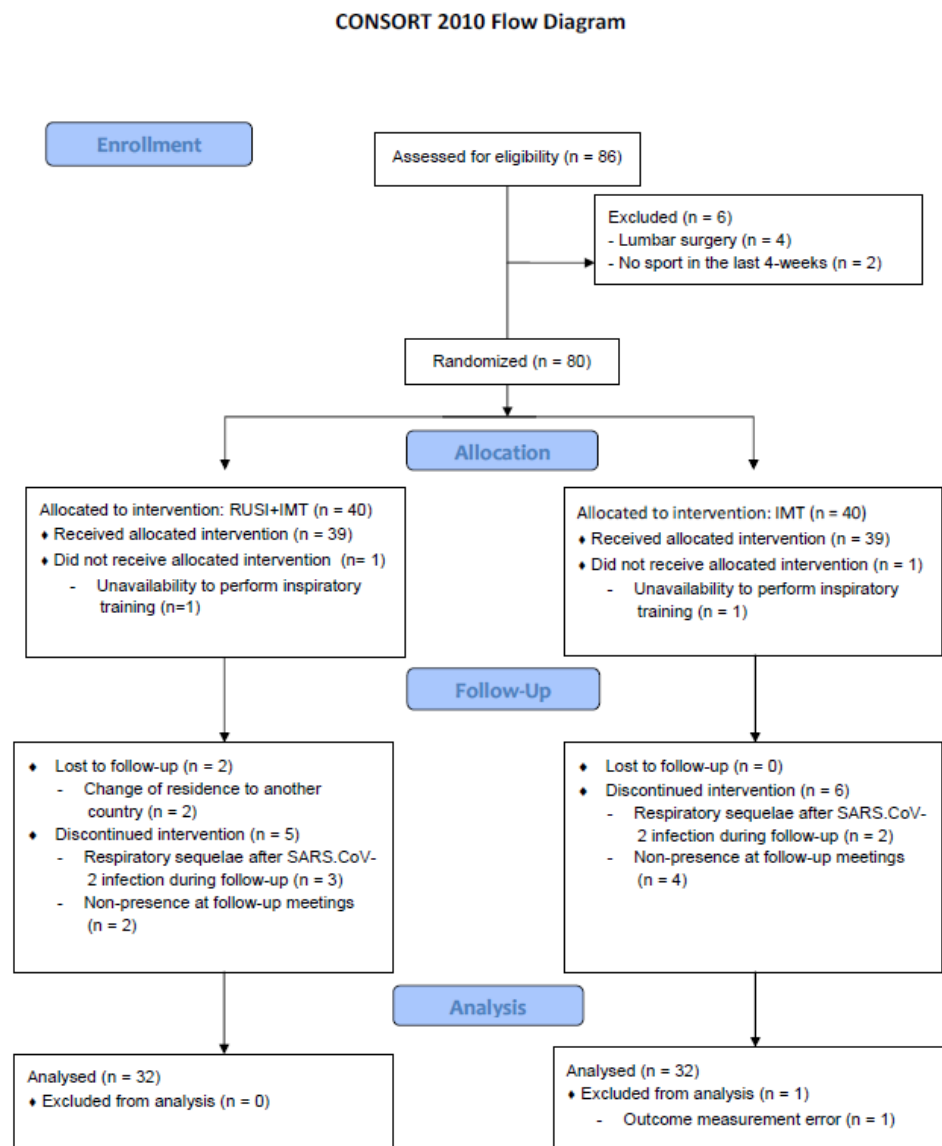 CONSORT 2010 Flow Diagram
Enrollment
Assessed for eligibility (n = 86)
Excluded (n = 6)
- Lumbar surgery (n = 4)
- No sport in the last 4-weeks (n = 2)
Randomized (n = 80)
Allocation
Allocated to intervention: RUSI+IMT (n = 40)
♦ Received allocated intervention (n = 39)
♦ Did not receive allocated intervention (n= 1)
- Unavailability to perform inspiratory
training (n=1)
Allocated to intervention: IMT (n = 40)
♦ Received allocated intervention (n = 39)
♦ Did not receive allocated intervention (n = 1)
- Unavailability to perform inspiratory
training (n = 1)
Follow-Up
♦ Lost to follow-up (n = 2)
- Change of residence to another
country (n = 2)
♦ Discontinued intervention (n = 5)
- Respiratory sequelae after SARS.CoV-
2 infection during follow-up (n = 3)
- Non-presence at follow-up meetings
(n = 2)
♦ Lost to follow-up (n = 0)
♦ Discontinued intervention (n = 6)
- Respiratory sequelae after SARS.CoV-
2 infection during follow-up (n = 2)
- Non-presence at follow-up meetings
(n = 4)
Analysis
Analysed (n = 32)
♦ Excluded from analysis (n = 0)
Analysed (n = 32)
♦ Excluded from analysis (n = 1)
- Outcome measurement error (n = 1)